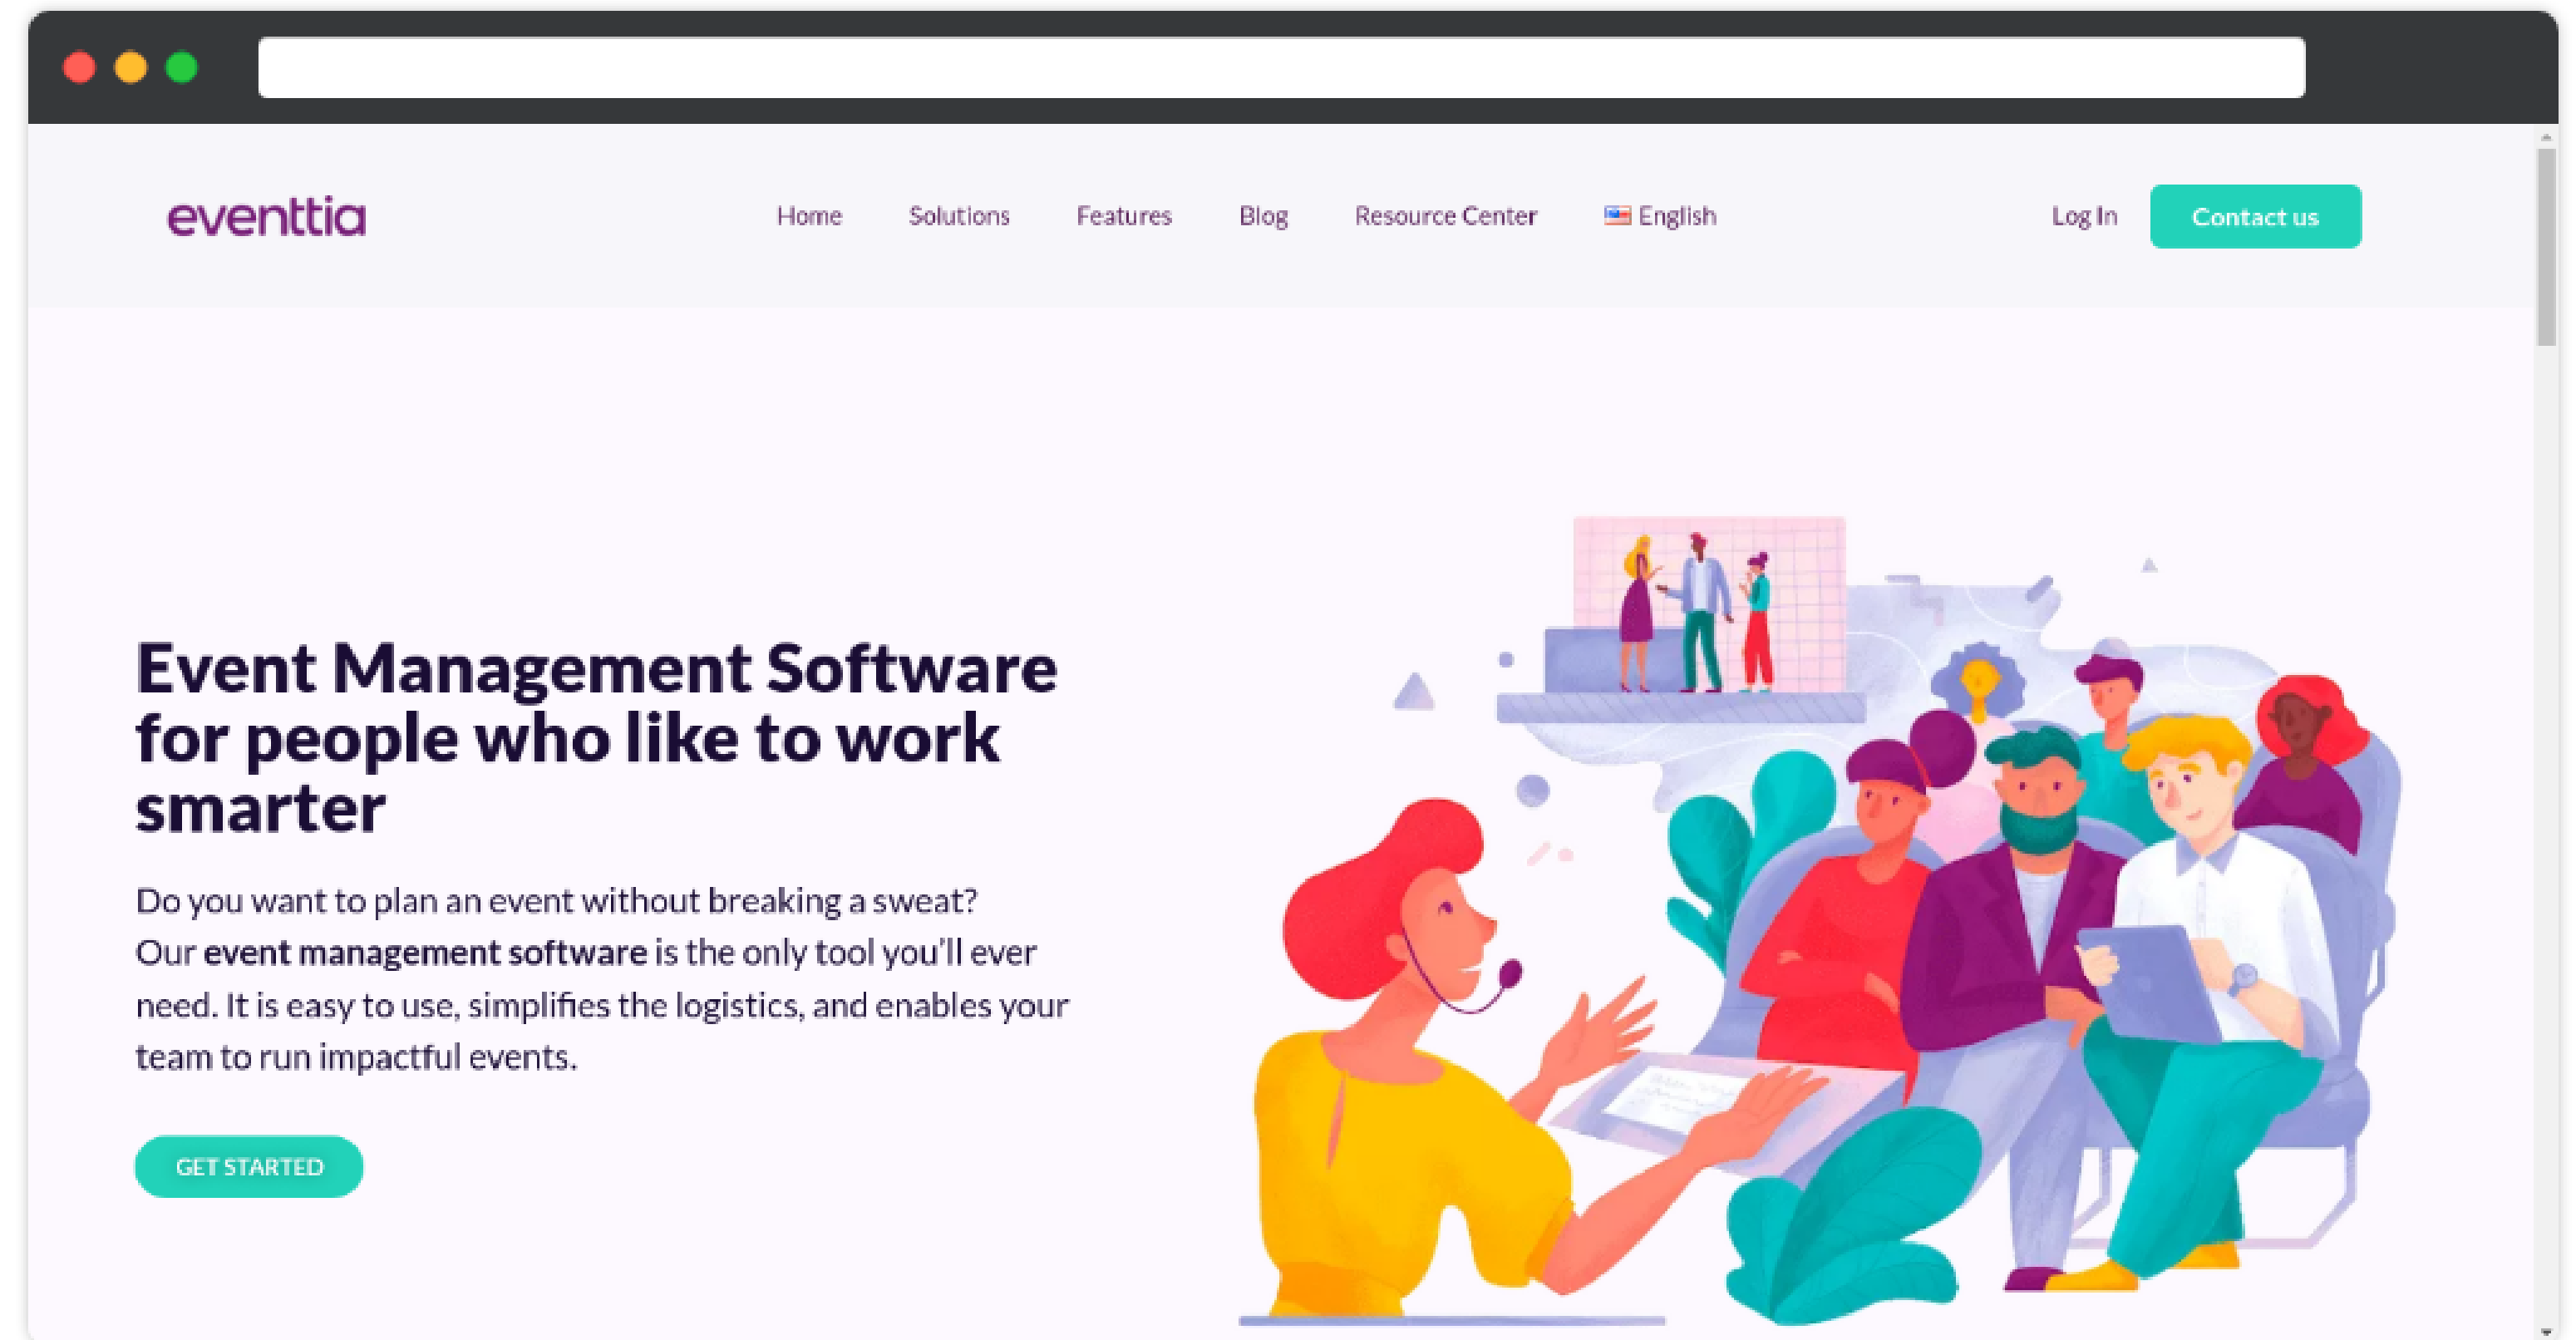 eventtia
Home Solutions Features Blog Resource Center English Log In Contact us
Event Management Software
for people who like to work
smarter
Do you want to plan an event without breaking a sweat?
Our event management software is the only tool you'll ever
need. It is easy to use, simplifies the logistics, and enables your
team to run impactful events.
GET STARTED